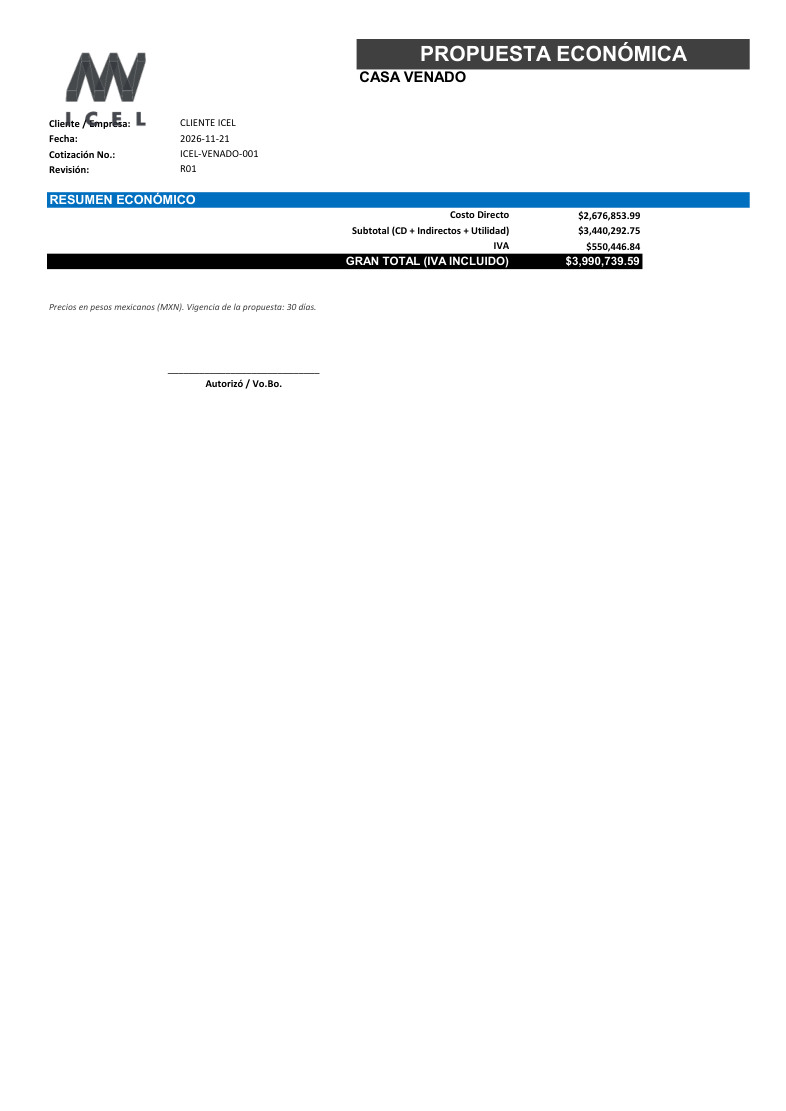 PROPUESTA ECONÓMICA
CASA VENADO
ICEL
Cliente / Empresa: CLIENTE ICEL
Fecha: 2026-11-21
Cotización No.: ICEL-VENADO-001
Revisión: R01
RESUMEN ECONÓMICO
Costo Directo $2,676,853.99
Subtotal (CD + Indirectos + Utilidad) $3,440,292.75
IVA $550,446.84
GRAN TOTAL (IVA INCLUIDO) $3,990,739.59
Precios en pesos mexicanos (MXN). Vigencia de la propuesta: 30 días.
Autorizó / Vo.Bo.